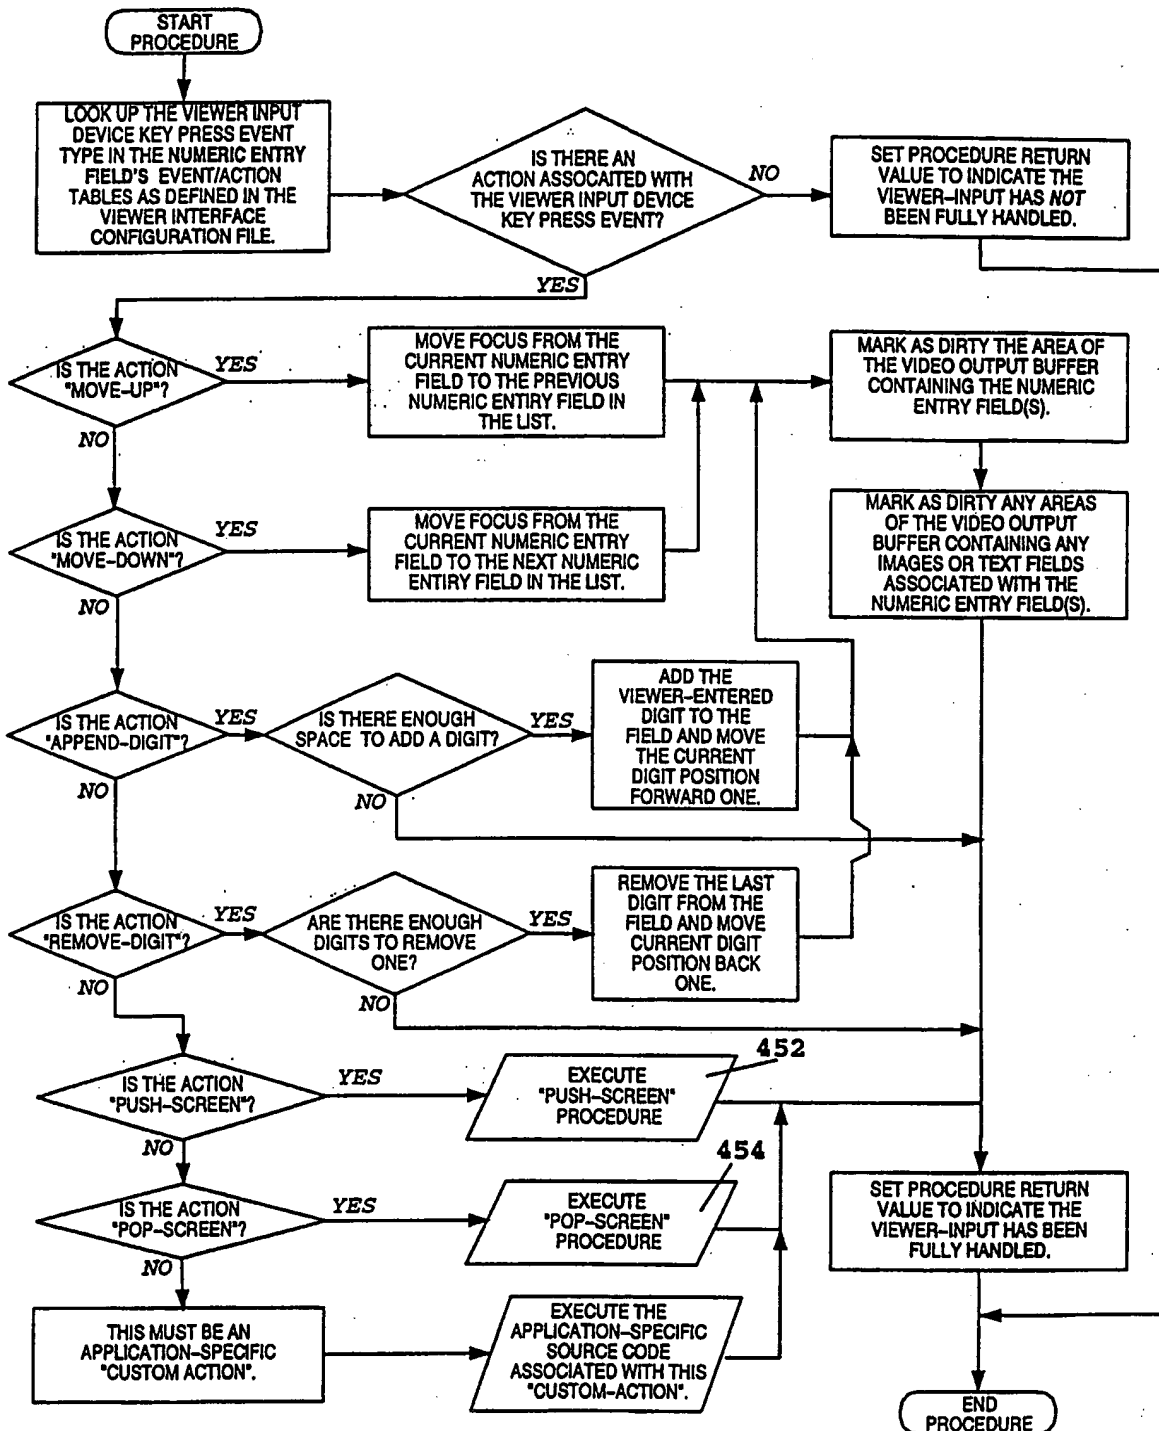 START
PROCEDURE
LOOK UP THE VIEWER INPUT
DEVICE KEY PRESS EVENT
TYPE IN THE NUMERIC ENTRY
FIELD'S EVENT/ACTION
TABLES AS DEFINED IN THE
VIEWER INTERFACE
CONFIGURATION FILE.
IS THERE AN
ACTION ASSOCAITED WITH
THE VIEWER INPUT DEVICE
KEY PRESS EVENT?
NO
SET PROCEDURE RETURN
VALUE TO INDICATE THE
VIEWER-INPUT HAS NOT
BEEN FULLY HANDLED.
YES
IS THE ACTION
"MOVE-UP"?
YES
NO
MOVE FOCUS FROM THE
CURRENT NUMERIC ENTRY
FIELD TO THE PREVIOUS
NUMERIC ENTIRY FIELD IN
THE LIST.
MARK AS DIRTY THE AREA OF
THE VIDEO OUTPUT BUFFER
CONTAINING THE NUMERIC
ENTRY FIELD(S).
IS THE ACTION
"MOVE-DOWN"?
YES
NO
MOVE FOCUS FROM THE
CURRENT NUMERIC ENTRY
FIELD TO THE NEXT NUMERIC
ENTIRY FIELD IN THE LIST.
MARK AS DIRTY ANY AREAS
OF THE VIDEO OUTPUT
BUFFER CONTAINING ANY
IMAGES OR TEXT FIELDS
ASSOCIATED WITH THE
NUMERIC ENTRY FIELD(S).
IS THE ACTION
"APPEND-DIGIT"?
YES
NO
IS THERE ENOUGH
SPACE TO ADD A DIGIT?
YES
NO
ADD THE
VIEWER-ENTERED
DIGIT TO THE
FIELD AND MOVE
THE CURRENT
DIGIT POSITION
FORWARD ONE.
IS THE ACTION
"REMOVE-DIGIT"?
YES
NO
ARE THERE ENOUGH
DIGITS TO REMOVE
ONE?
YES
NO
REMOVE THE LAST
DIGIT FROM THE
FIELD AND MOVE
CURRENT DIGIT
POSITION BACK
ONE.
IS THE ACTION
"PUSH-SCREEN"?
YES
NO
EXECUTE
"PUSH-SCREEN"
PROCEDURE
452
IS THE ACTION
"POP-SCREEN"?
YES
NO
EXECUTE
"POP-SCREEN"
PROCEDURE
454
SET PROCEDURE RETURN
VALUE TO INDICATE THE
VIEWER-INPUT HAS BEEN
FULLY HANDLED.
THIS MUST BE AN
APPLICATION-SPECIFIC
"CUSTOM ACTION".
EXECUTE THE
APPLICATION-SPECIFIC
SOURCE CODE
ASSOCIATED WITH THIS
"CUSTOM-ACTION".
END
PROCEDURE